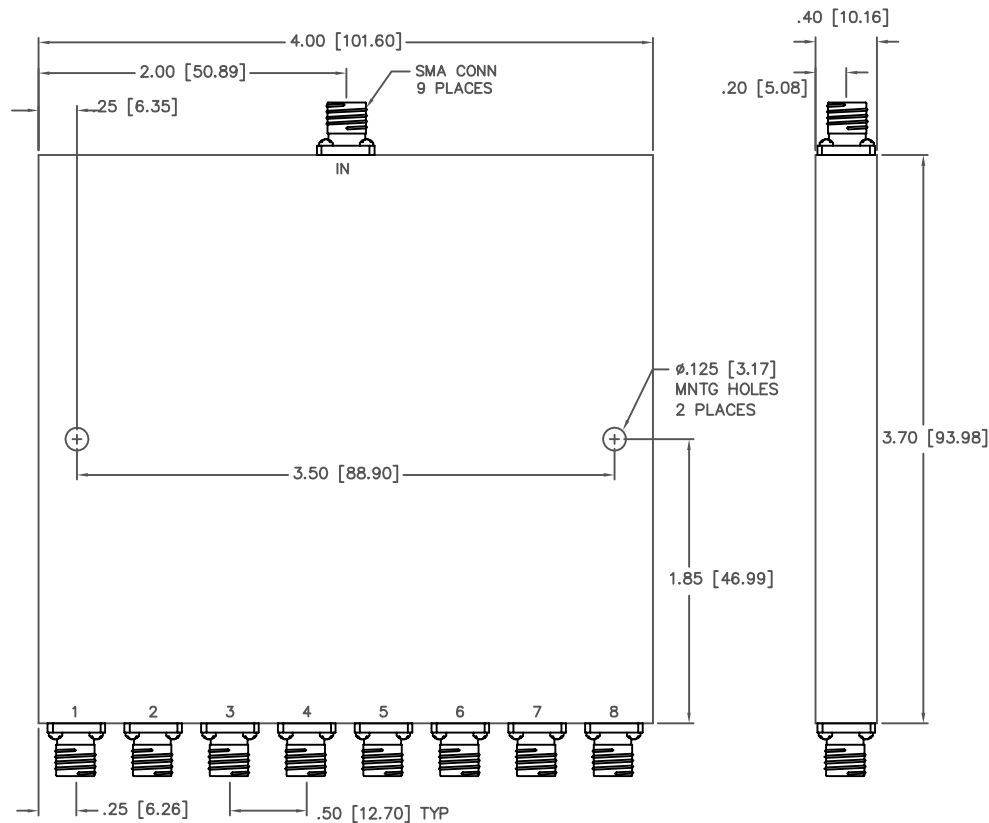 .40 [10.16]
4.00 [101.60]
2.00 [50.89]
SMA CONN
9 PLACES
.20 [5.08]
.25 [6.35]
IN
Ø.125 [3.17]
MNTG HOLES
2 PLACES
3.70 [93.98]
3.50 [88.90]
1.85 [46.99]
1 2 3 4 5 6 7 8
.25 [6.26]
.50 [12.70] TYP